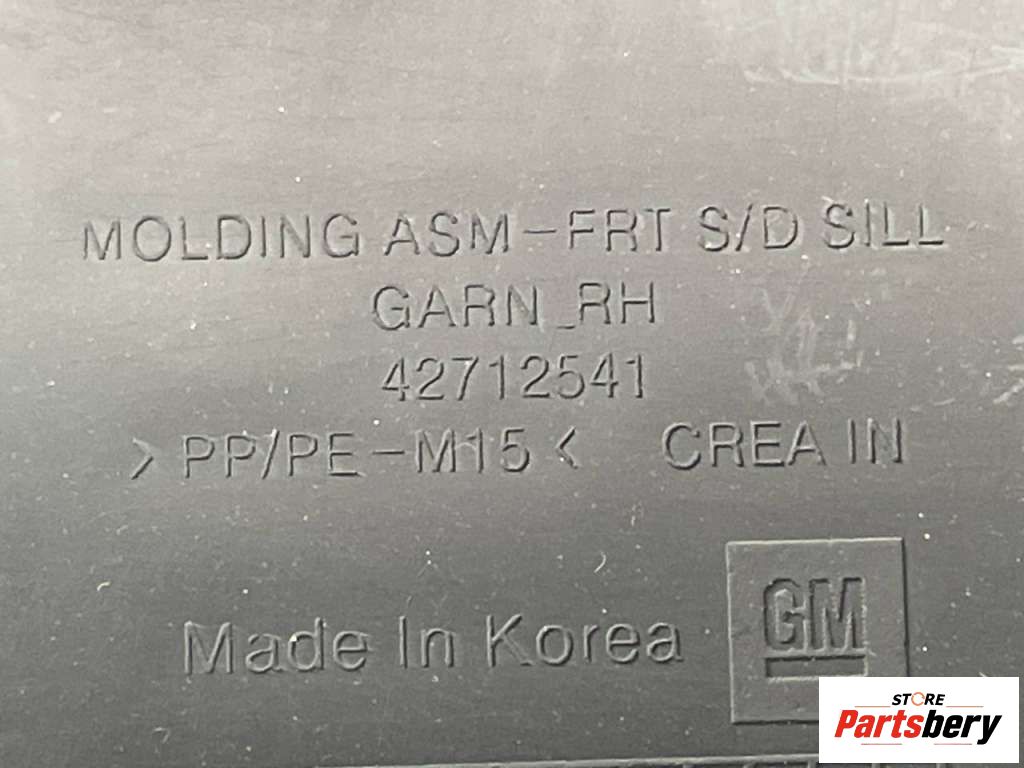 MOLDING ASM-FRT S/D SILL
GARN_RH
42712541
>PP/PE-M15< CREA IN
Made In Korea
GM
STORE
Partsbery